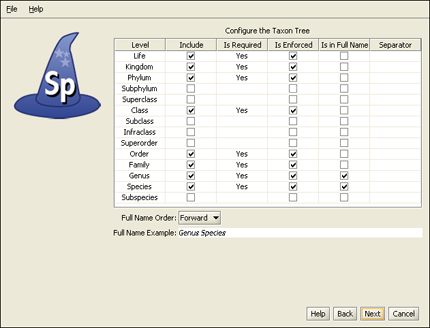 File Help
Configure the Taxon Tree
Level Include Is Required Is Enforced Is in Full Name Separator
Life Yes
Kingdom Yes
Phylum Yes
Subphylum
Superclass
Class Yes
Subclass
Infraclass
Superorder
Order Yes
Family Yes
Genus Yes
Species Yes
Subspecies
Sp
Full Name Order: Forward
Full Name Example: Genus Species
Help Back Next Cancel